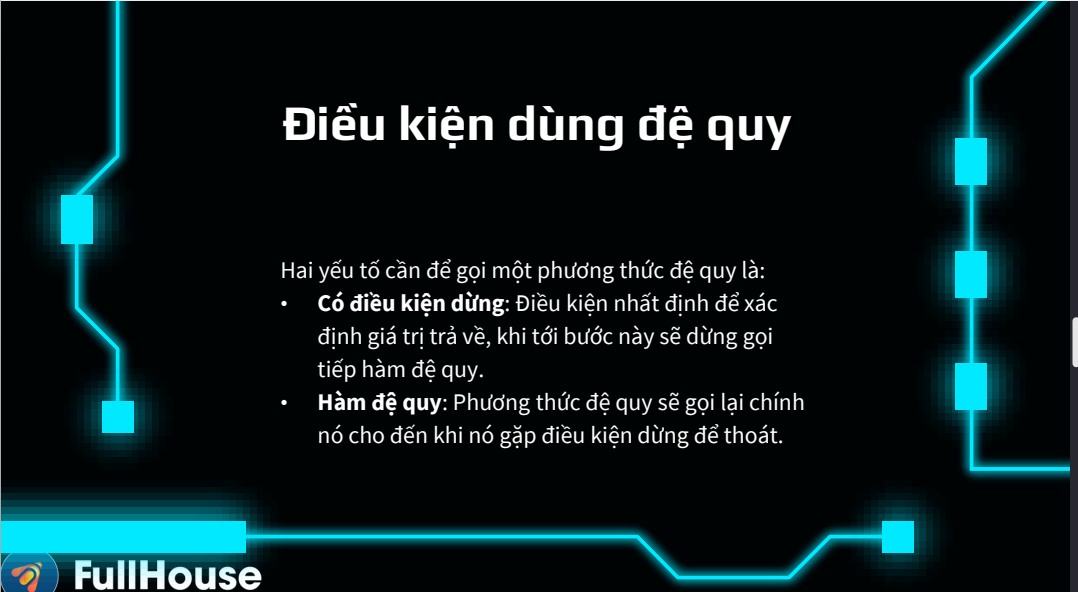 Điều kiện dùng đệ quy
Hai yếu tố cần để gọi một phương thức đệ quy là:
• Có điều kiện dừng: Điều kiện nhất định để xác
định giá trị trả về, khi tới bước này sẽ dừng gọi
tiếp hàm đệ quy.
• Hàm đệ quy: Phương thức đệ quy sẽ gọi lại chính
nó cho đến khi nó gặp điều kiện dừng để thoát.
FullHouse